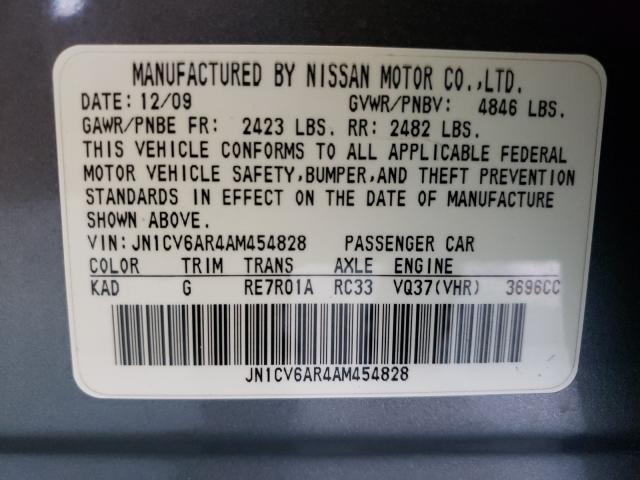 MANUFACTURED BY NISSAN MOTOR CO.,LTD.
DATE: 12/09 GVWR/PNBV: 4846 LBS.
GAWR/PNBE FR: 2423 LBS. RR: 2482 LBS.
THIS VEHICLE CONFORMS TO ALL APPLICABLE FEDERAL
MOTOR VEHICLE SAFETY,BUMPER,AND THEFT PREVENTION
STANDARDS IN EFFECT ON THE DATE OF MANUFACTURE
SHOWN ABOVE.
VIN:JN1CV6AR4AM454828 PASSENGER CAR
COLOR TRIM TRANS AXLE ENGINE
KAD G RE7R01A RC33 VQ37(VHR) 3696CC
JN1CV6AR4AM454828